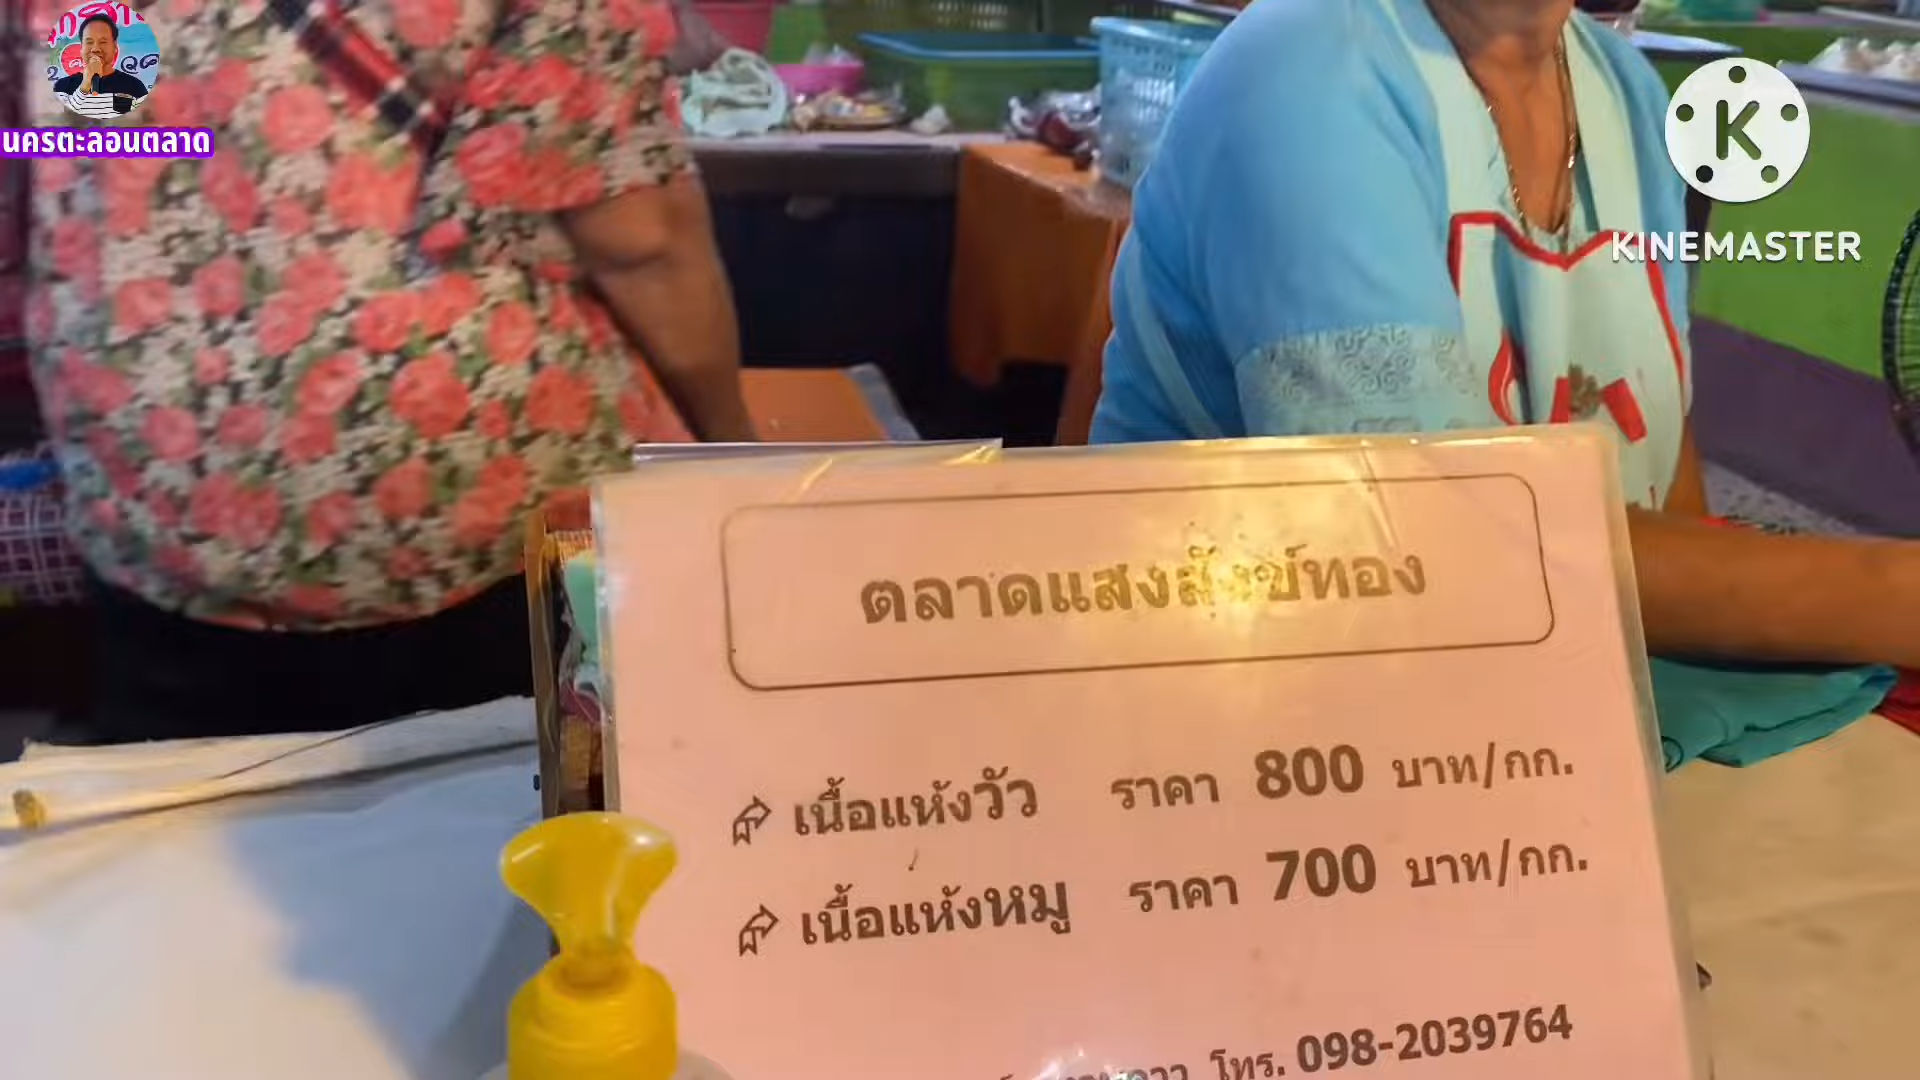 นครตะลอนตลาด
KINEMASTER
ตลาดแสงสังข์ทอง
เนื้อแห้งวัว ราคา 800 บาท/กก.
เนื้อแห้งหมู ราคา 700 บาท/กก.
โทร. 098-2039764